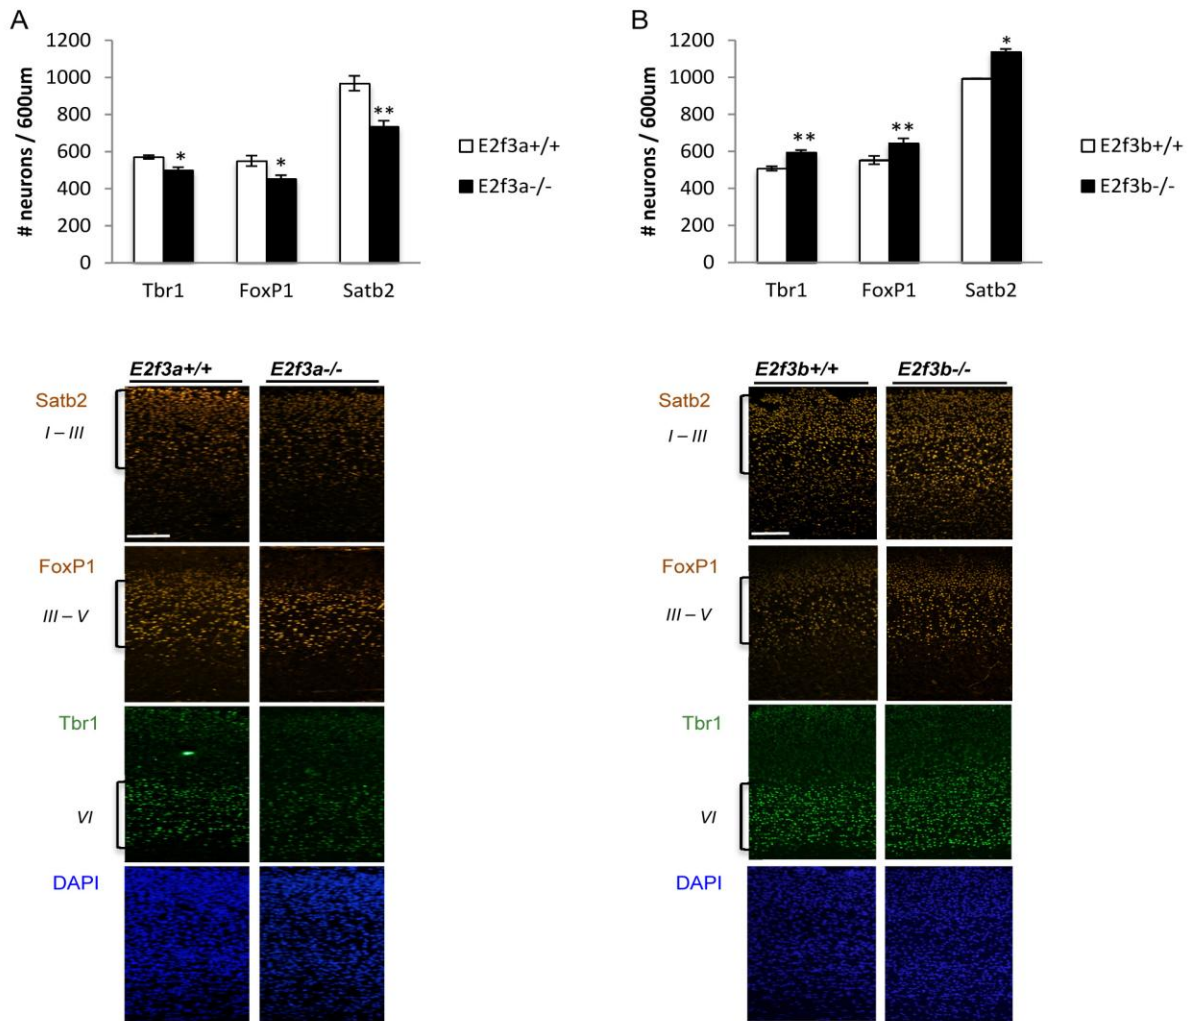 A
1200
1000
800
600
400
200
0
# neurons / 600um
*
*
**
Tbr1 FoxP1 Satb2
E2f3a+/+
E2f3a-/-
B
1200
1000
800
600
400
200
0
# neurons / 600um
**
**
*
Tbr1 FoxP1 Satb2
E2f3b+/+
E2f3b-/-
E2f3a+/+ E2f3a-/-
Satb2
I – III
FoxP1
III – V
Tbr1
VI
DAPI
E2f3b+/+ E2f3b-/-
Satb2
I – III
FoxP1
III – V
Tbr1
VI
DAPI